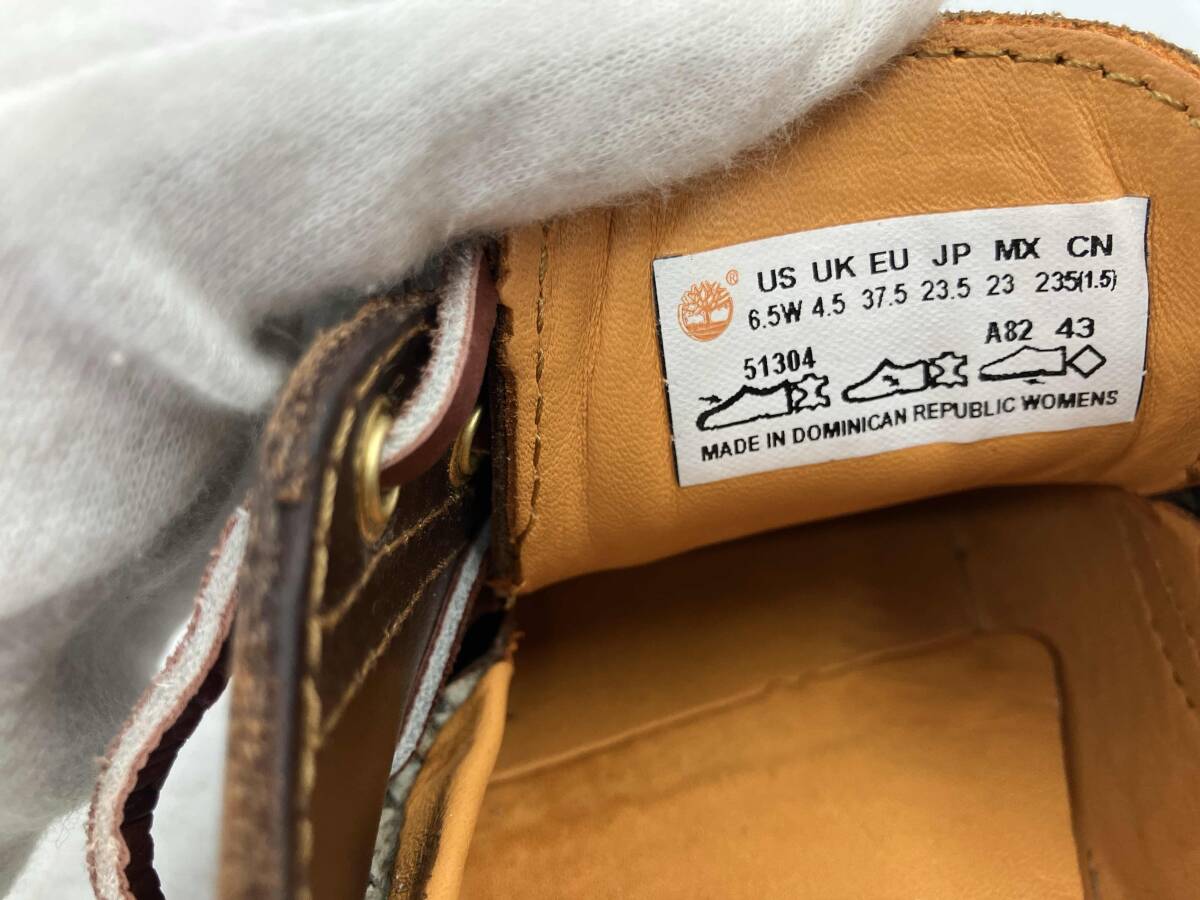 ® US UK EU JP MX CN
6.5W 4.5 37.5 23.5 23 235(1.5)
51304 A82 43
MADE IN DOMINICAN REPUBLIC WOMENS